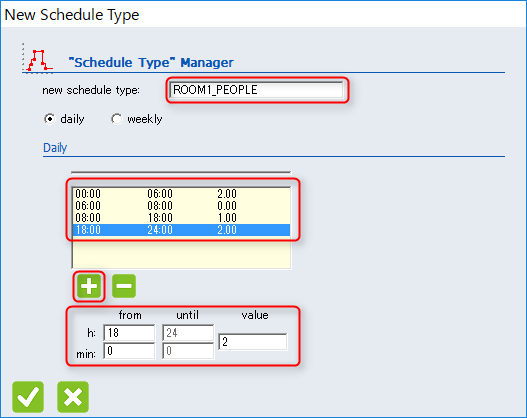 New Schedule Type
"Schedule Type" Manager
new schedule type: ROOM1_PEOPLE
daily weekly
Daily
00:00 06:00 2.00
06:00 08:00 0.00
08:00 18:00 1.00
18:00 24:00 2.00
from until value
h: 18 24 2
min: 0 0